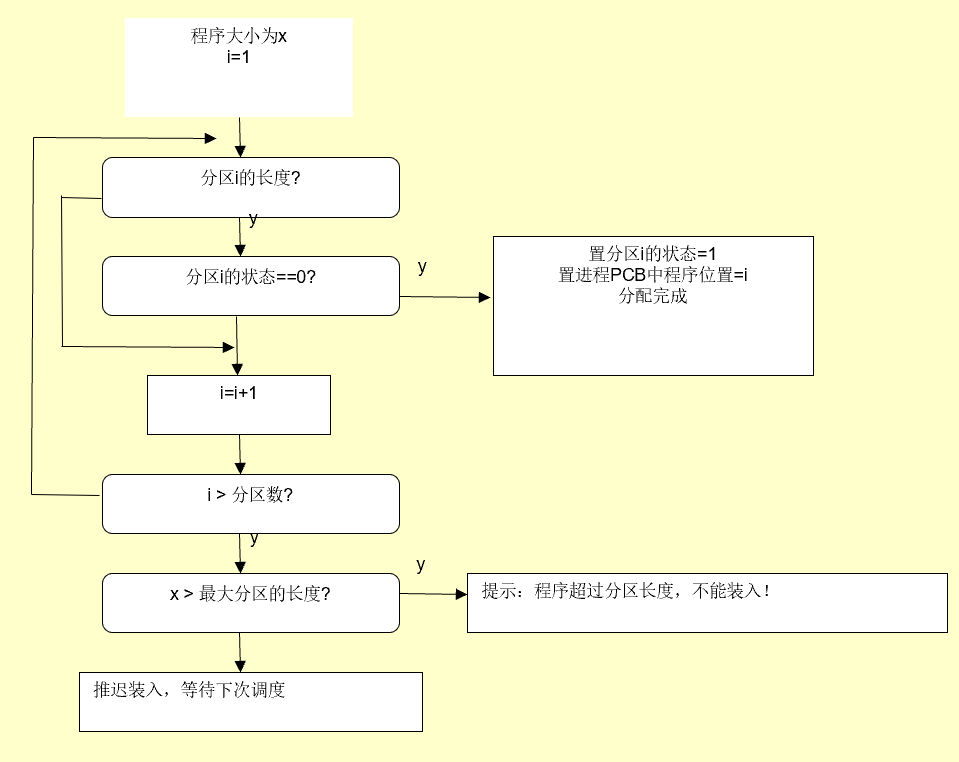 程序大小为x
i=1
分区i的长度?
y
分区i的状态==0?
y
置分区i的状态=1
置进程PCB中程序位置=i
分配完成
i=i+1
i > 分区数?
y
x > 最大分区的长度?
y
提示：程序超过分区长度，不能装入！
推迟装入，等待下次调度